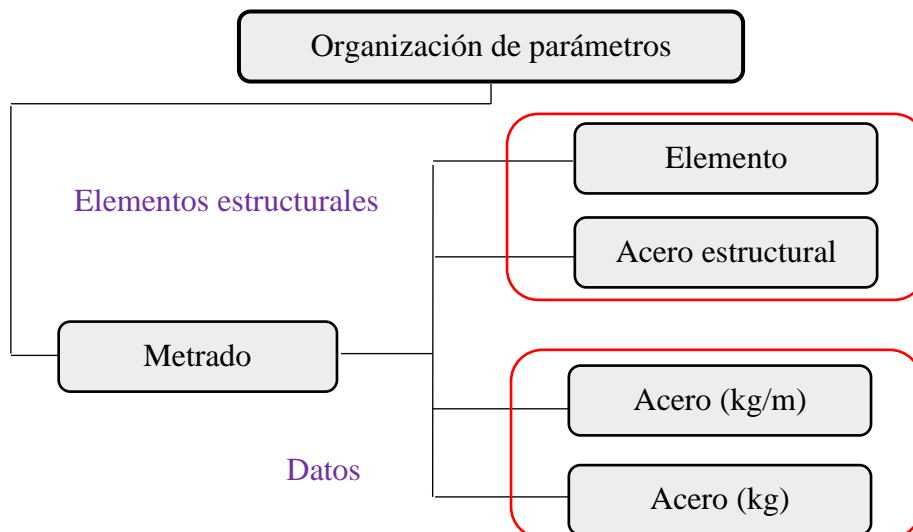 Organización de parámetros
Elemento
Elementos estructurales
Acero estructural
Metrado
Acero (kg/m)
Datos
Acero (kg)